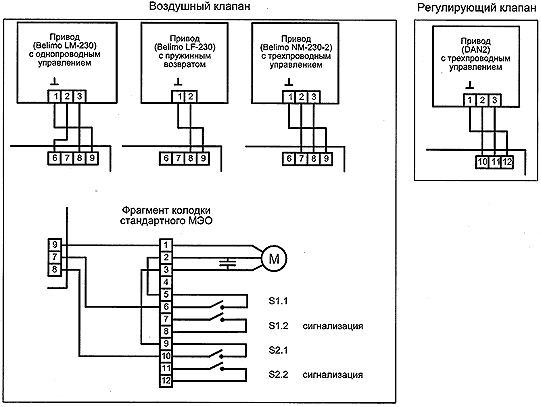 Воздушный клапан
Регулирующий клапан
Привод
(Belimo LM-230)
с однопроводным
управлением
1 2 3
6 7 8 9
Привод
(Belimo LF-230)
с пружинным
возвратом
1 2
6 7 8 9
Привод
(Belimo NM-230-2)
с трехпроводным
управлением
1 2 3
6 7 8 9
Привод
(DAN2)
с трехпроводным
управлением
1 2 3
10 11 12
Фрагмент колодки
стандартного МЭО
9
7
8
1
2
3
4
5
6
7
8
9
10
11
12
M
S1.1
S1.2 сигнализация
S2.1
S2.2 сигнализация